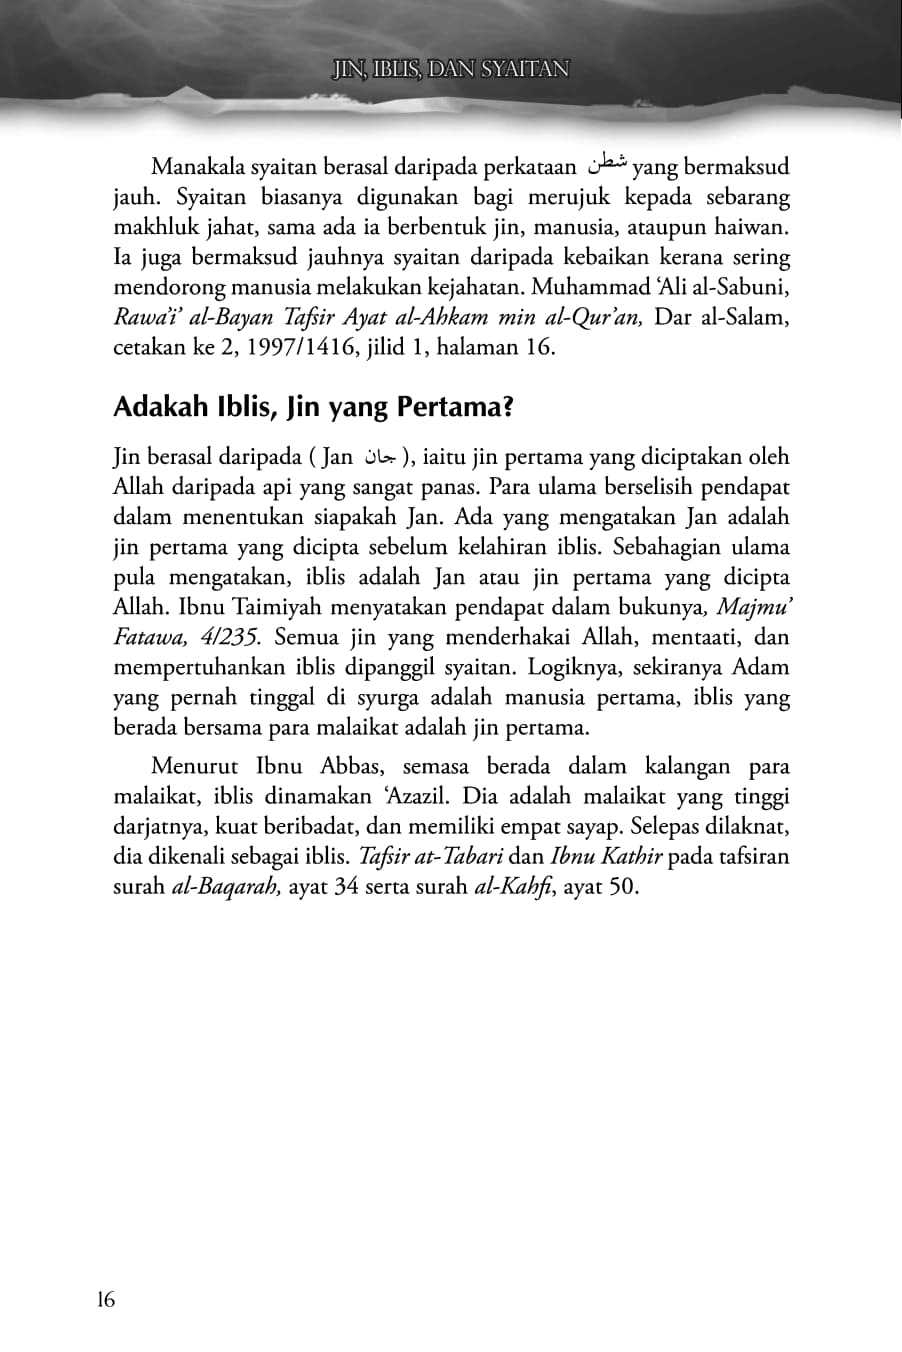 JIN, IBLIS, DAN SYAITAN
Manakala syaitan berasal daripada perkataan شطن yang bermaksud
jauh. Syaitan biasanya digunakan bagi merujuk kepada sebarang
makhluk jahat, sama ada ia berbentuk jin, manusia, ataupun haiwan.
Ia juga bermaksud jauhnya syaitan daripada kebaikan kerana sering
mendorong manusia melakukan kejahatan. Muhammad ‘Ali al-Sabuni,
Rawa’i’ al-Bayan Tafsir Ayat al-Ahkam min al-Qur’an, Dar al-Salam,
cetakan ke 2, 1997/1416, jilid 1, halaman 16.
Adakah Iblis, Jin yang Pertama?
Jin berasal daripada ( Jan جان ), iaitu jin pertama yang diciptakan oleh
Allah daripada api yang sangat panas. Para ulama berselisih pendapat
dalam menentukan siapakah Jan. Ada yang mengatakan Jan adalah
jin pertama yang dicipta sebelum kelahiran iblis. Sebahagian ulama
pula mengatakan, iblis adalah Jan atau jin pertama yang dicipta
Allah. Ibnu Taimiyah menyatakan pendapat dalam bukunya, Majmu’
Fatawa, 4/235. Semua jin yang menderhakai Allah, mentaati, dan
mempertuhankan iblis dipanggil syaitan. Logiknya, sekiranya Adam
yang pernah tinggal di syurga adalah manusia pertama, iblis yang
berada bersama para malaikat adalah jin pertama.
Menurut Ibnu Abbas, semasa berada dalam kalangan para
malaikat, iblis dinamakan ‘Azazil. Dia adalah malaikat yang tinggi
darjatnya, kuat beribadat, dan memiliki empat sayap. Selepas dilaknat,
dia dikenali sebagai iblis. Tafsir at-Tabari dan Ibnu Kathir pada tafsiran
surah al-Baqarah, ayat 34 serta surah al-Kahfi, ayat 50.
16